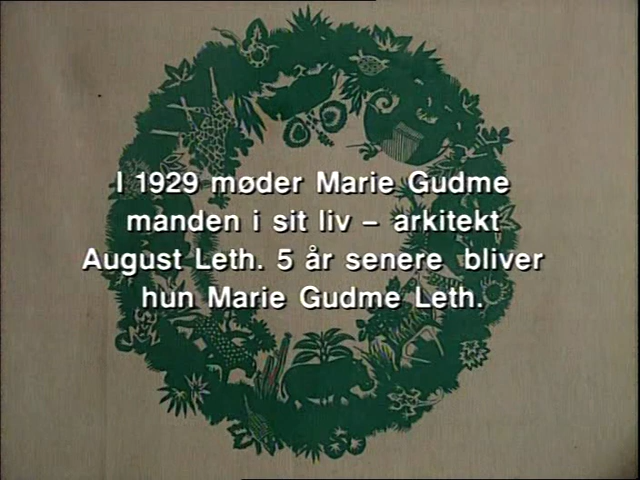 I 1929 møder Marie Gudme
manden i sit liv – arkitekt
August Leth. 5 år senere bliver
hun Marie Gudme Leth.